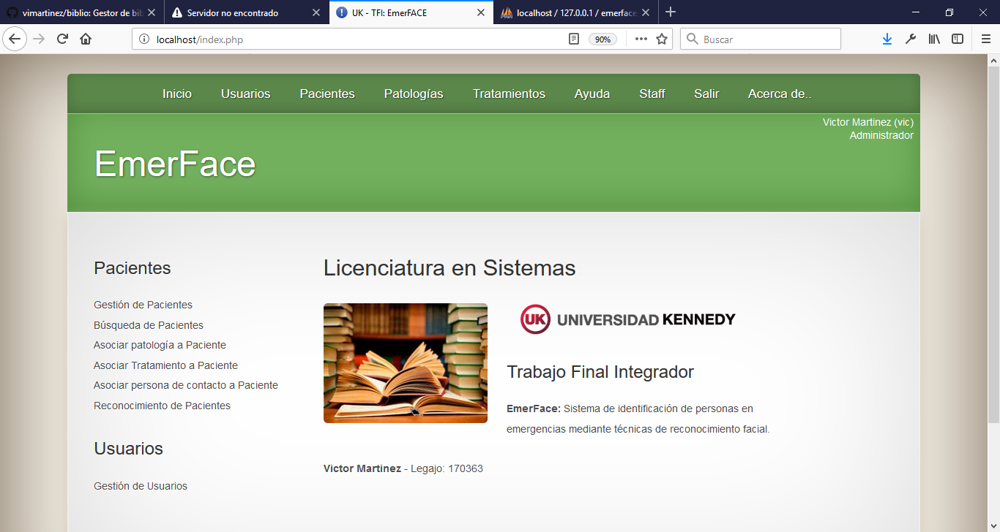 vimartinez/biblio: Gestor de bib
Servidor no encontrado
UK - TFI: EmerFACE
localhost / 127.0.0.1 / emerface
localhost/index.php
90%
Buscar
Inicio Usuarios Pacientes Patologías Tratamientos Ayuda Staff Salir Acerca de..
Victor Martinez (vic)
Administrador
EmerFace
Pacientes
Gestión de Pacientes
Búsqueda de Pacientes
Asociar patología a Paciente
Asociar Tratamiento a Paciente
Asociar persona de contacto a Paciente
Reconocimiento de Pacientes
Usuarios
Gestión de Usuarios
Licenciatura en Sistemas
UK UNIVERSIDAD KENNEDY
Trabajo Final Integrador
EmerFace: Sistema de identificación de personas en
emergencias mediante técnicas de reconocimiento facial.
Victor Martinez - Legajo: 170363